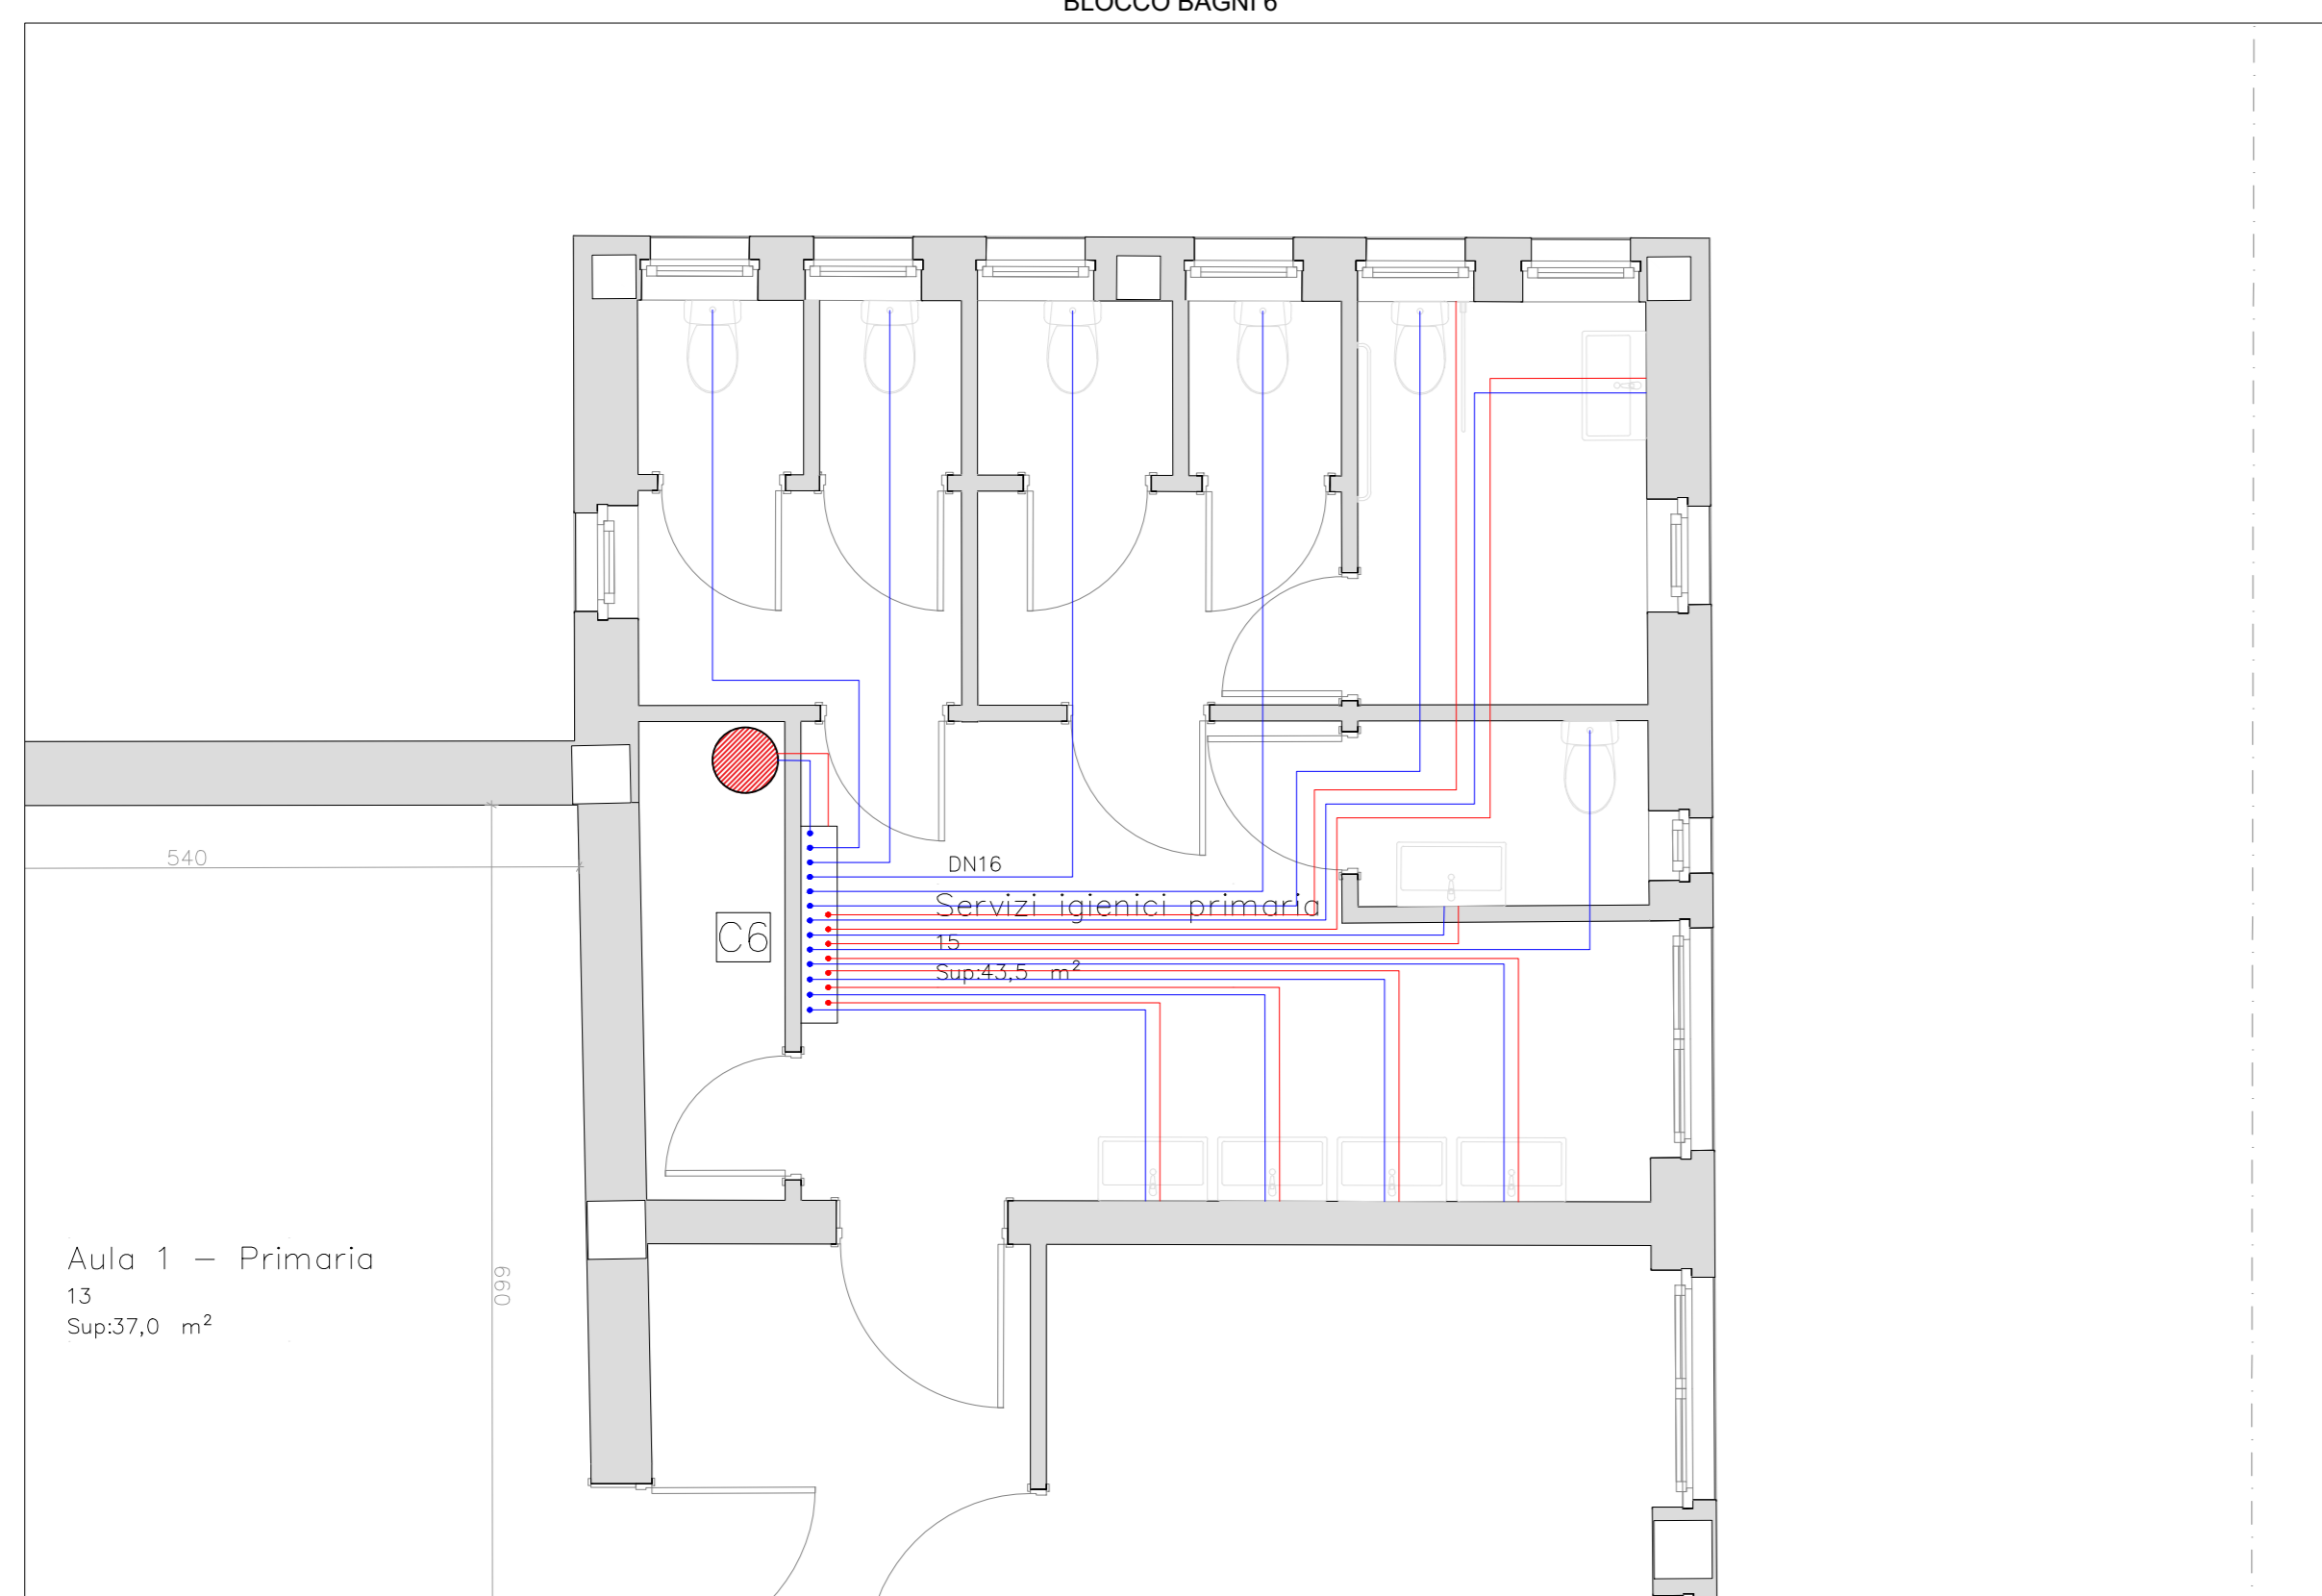 BLOCCO BAGNI 6
540
DN16
Servizi igienici primaria
15
Sup:43,5 m²
C6
Aula 1 – Primaria
13
Sup:37,0 m²
660